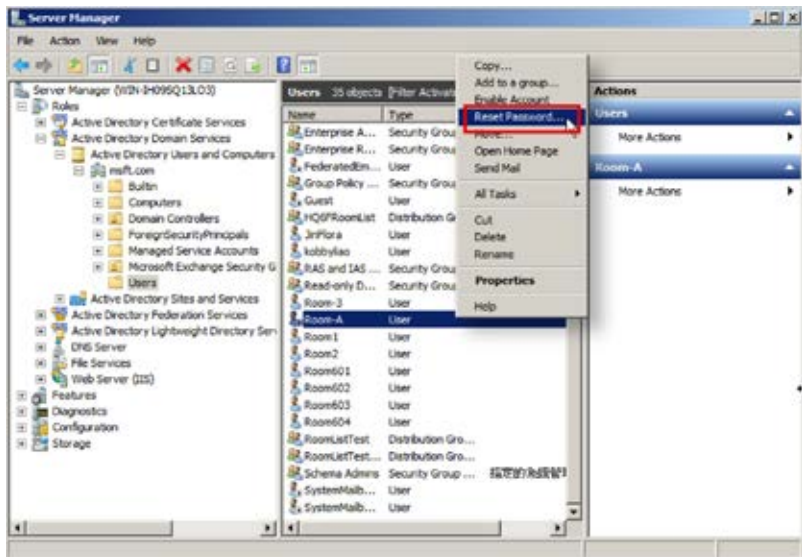 Server Manager
File Action View Help
Server Manager (WIN-IH09SQ13LO3)
Roles
Active Directory Certificate Services
Active Directory Domain Services
Active Directory Users and Computers
msft.com
Builtin
Computers
Domain Controllers
ForeignSecurityPrincipals
Managed Service Accounts
Microsoft Exchange Security G
Users
Active Directory Sites and Services
Active Directory Federation Services
Active Directory Lightweight Directory Ser
DNS Server
File Services
Web Server (IIS)
Features
Diagnostics
Configuration
Storage
Users 35 objects [Filter Activate
Name Type
Enterprise A... Security Grou
Enterprise R... Security Grou
FederatedEm... User
Group Policy ... Security Grou
Guest User
HQ6FRoomList Distribution G
JinFlora User
kobbyliao User
RAS and IAS ... Security Grou
Read-only D... Security Grou
Room-3 User
Room-A User
Room1 User
Room2 User
Room601 User
Room602 User
Room603 User
Room604 User
RoomListTest Distribution Gro...
RoomListTest... Distribution Gro...
Schema Admins Security Group ... 指定的
SystemMailb... User
SystemMailb... User
Copy...
Add to a group...
Enable Account
Reset Password...
Move...
Open Home Page
Send Mail
All Tasks
Cut
Delete
Rename
Properties
Help
Actions
Users
More Actions
Room-A
More Actions